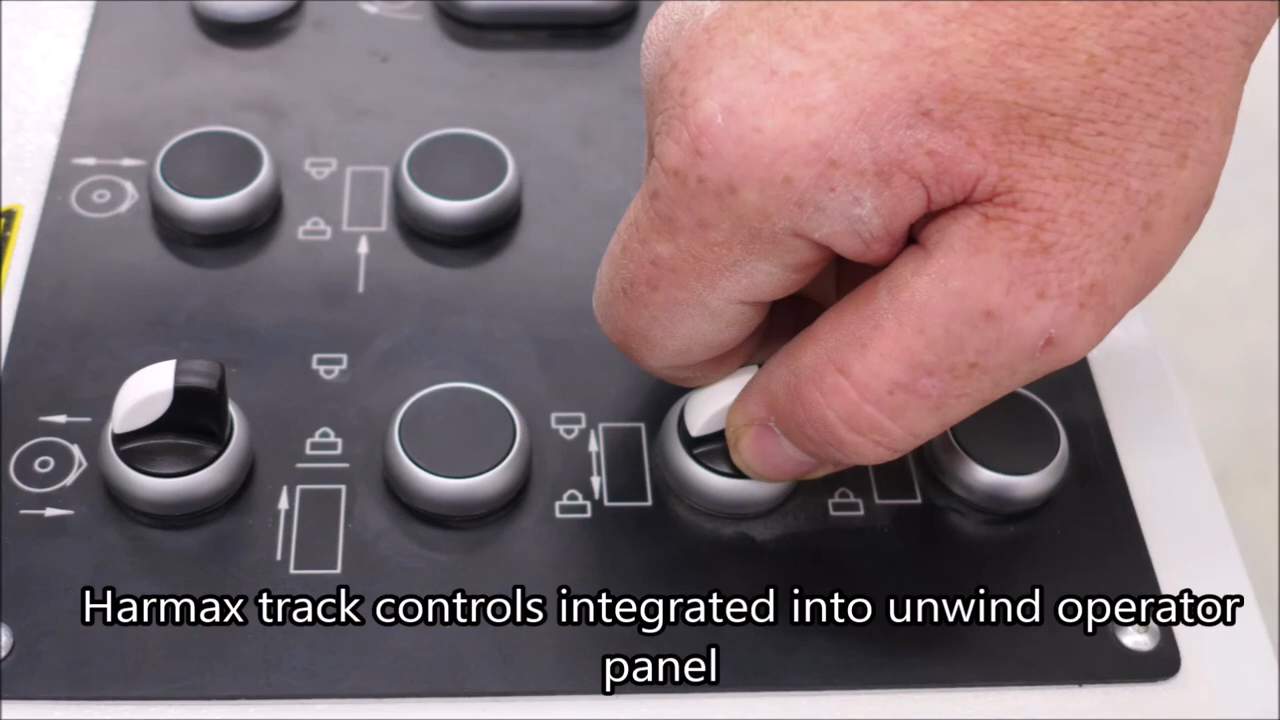 Harmax track controls integrated into unwind operator
panel